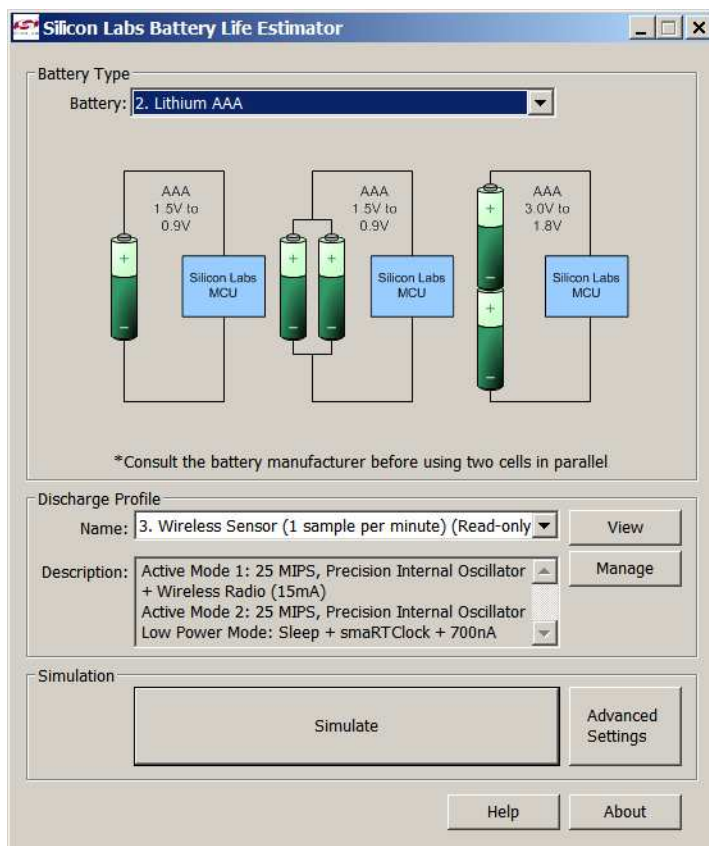 Silicon Labs Battery Life Estimator
Battery Type
Battery: 2. Lithium AAA
AAA
1.5V to
0.9V
Silicon Labs
MCU
AAA
1.5V to
0.9V
Silicon Labs
MCU
AAA
3.0V to
1.8V
Silicon Labs
MCU
*Consult the battery manufacturer before using two cells in parallel
Discharge Profile
Name: 3. Wireless Sensor (1 sample per minute) (Read-only
View
Description: Active Mode 1: 25 MIPS, Precision Internal Oscillator
+ Wireless Radio (15mA)
Active Mode 2: 25 MIPS, Precision Internal Oscillator
Low Power Mode: Sleep + smaRTClock + 700nA
Manage
Simulation
Simulate
Advanced
Settings
Help
About